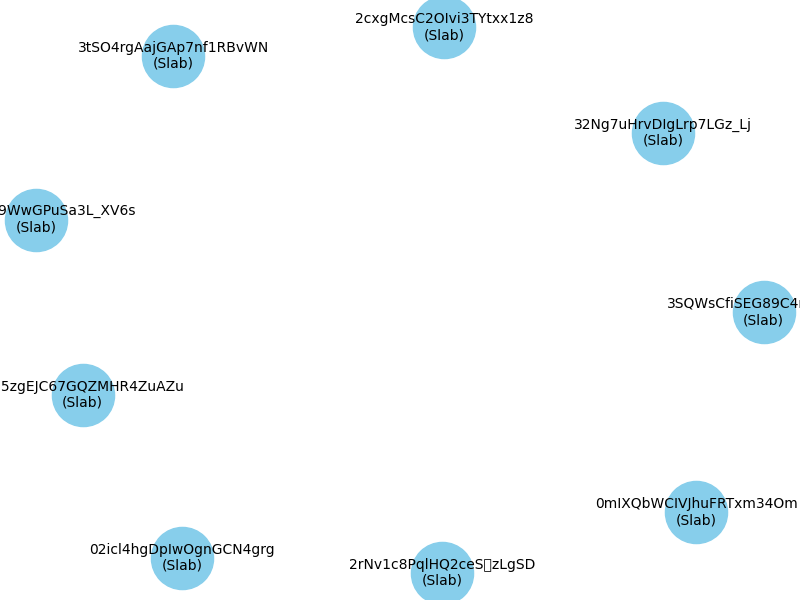 2cxgMcsC2OIvi3TYtxx1z8
(Slab)
3tSO4rgAajGAp7nf1RBvWN
(Slab)
32Ng7uHrvDIgLrp7LGz_Lj
(Slab)
9WwGPuSa3L_XV6s
(Slab)
3SQWsCfiSEG89C4r
(Slab)
5zgEJC67GQZMHR4ZuAZu
(Slab)
0mIXQbWCIVJhuFRTxm34Om
(Slab)
02icl4hgDpIwOgnGCN4grg
(Slab)
2rNv1c8PqlHQ2ceS▯zLgSD
(Slab)